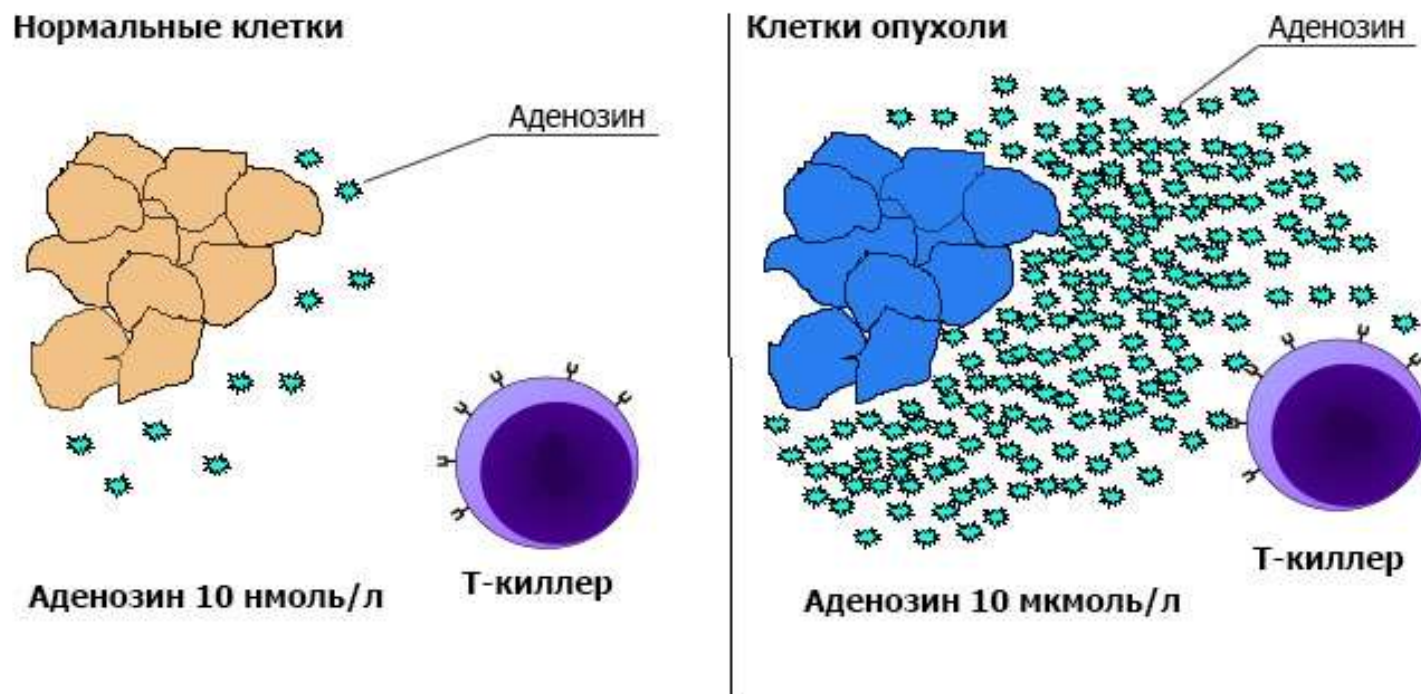 Нормальные клетки
Аденозин
Т-киллер
Аденозин 10 нмоль/л
Клетки опухоли
Аденозин
Т-киллер
Аденозин 10 мкмоль/л